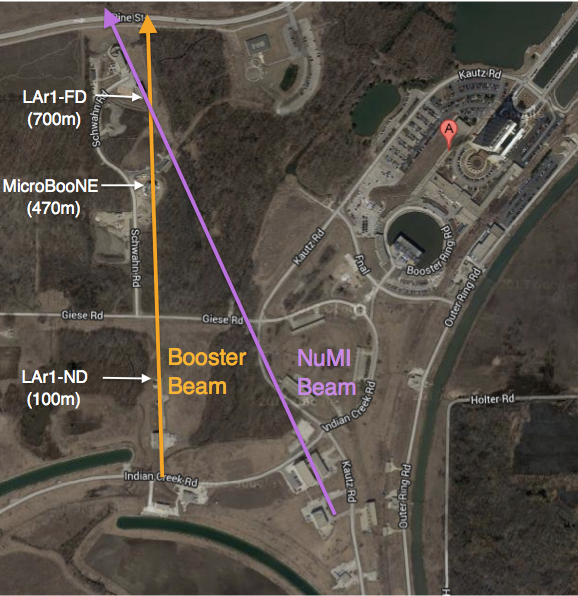 Pine St
LAr1-FD
(700m)
Schwahn Rd
Kautz Rd
A
MicroBooNE
(470m)
Schwahn Rd
Kautz Rd
Fnal
Booster Ring Rd
Outer Ring Rd
Giese Rd
Giese Rd
LAr1-ND
(100m)
Booster
Beam
NuMI
Beam
Indian Creek Rd
Holter Rd
Indian Creek Rd
Kautz Rd
Outer Ring Rd